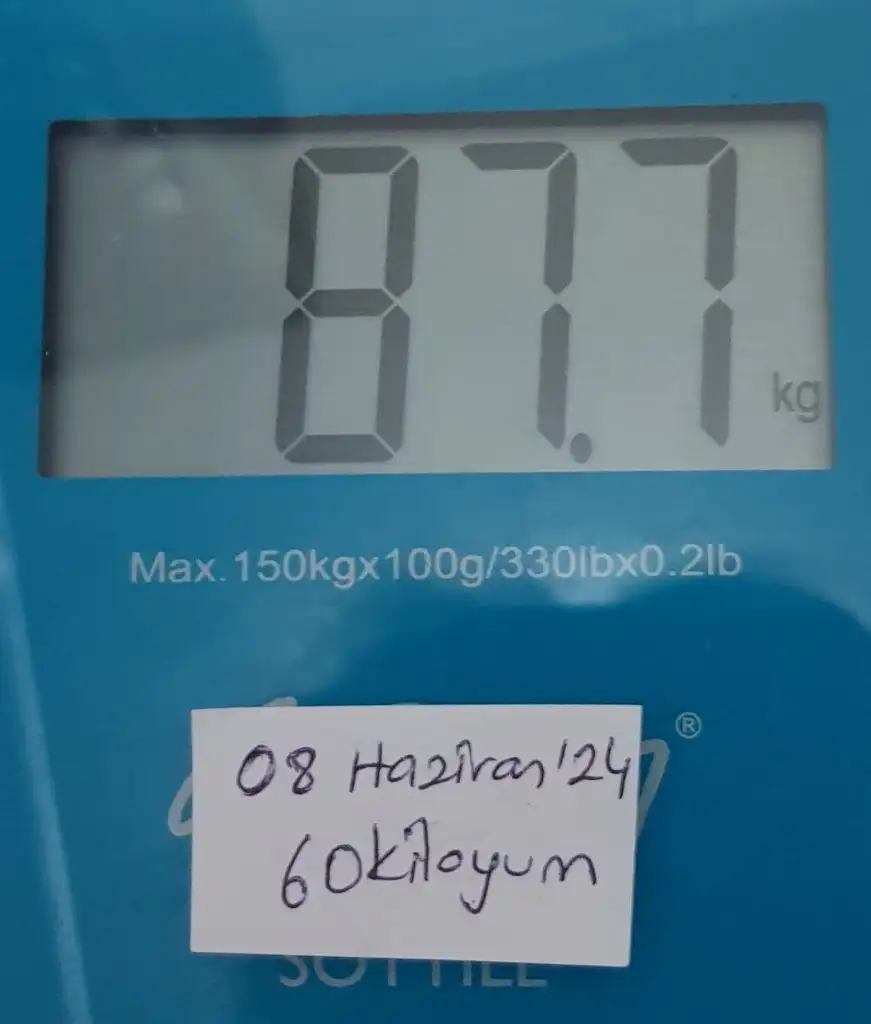 87.7 kg
Max. 150kgx100g/330lbx0.2lb
®
08 Haziran'24
60kiloyum